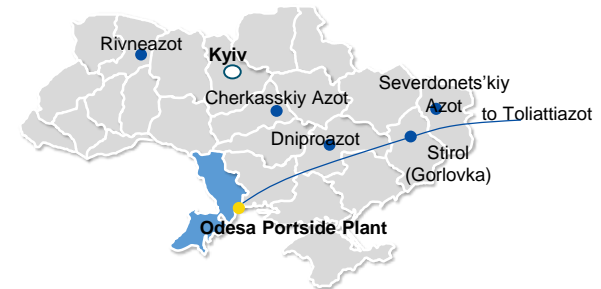 Rivneazot
Kyiv
Severdonets'kiy
Azot
Cherkasskiy Azot
to Toliattiazot
Dniproazot
Stirol
(Gorlovka)
Odesa Portside Plant